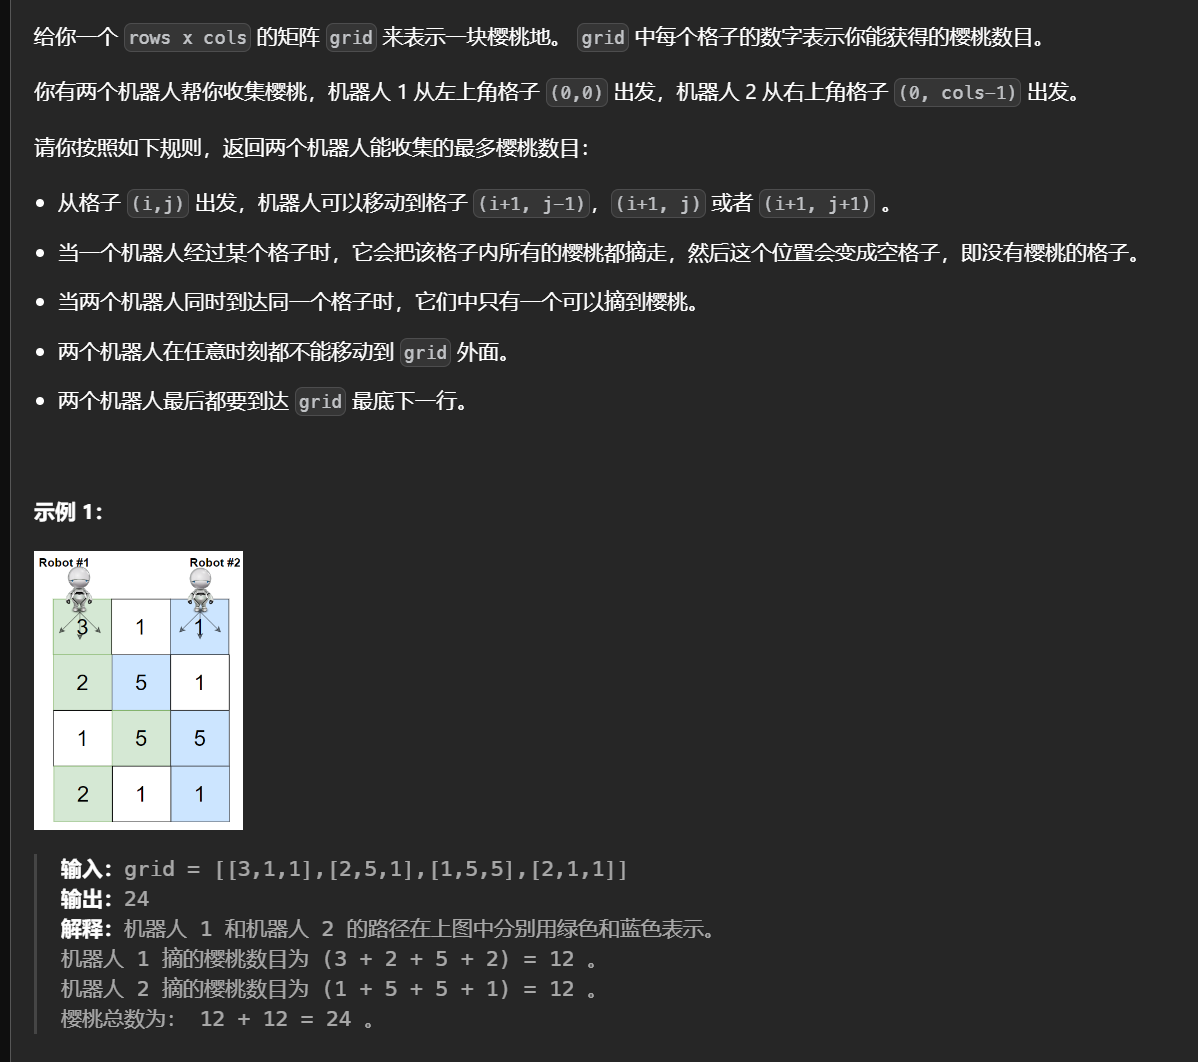 给你一个 rows x cols 的矩阵 grid 来表示一块樱桃地。 grid 中每个格子的数字表示你能获得的樱桃数目。
你有两个机器人帮你收集樱桃，机器人 1 从左上角格子 (0,0) 出发，机器人 2 从右上角格子 (0, cols-1) 出发。
请你按照如下规则，返回两个机器人能收集的最多樱桃数目：
• 从格子 (i,j) 出发，机器人可以移动到格子 (i+1, j-1)，(i+1, j) 或者 (i+1, j+1) 。
• 当一个机器人经过某个格子时，它会把该格子内所有的樱桃都摘走，然后这个位置会变成空格子，即没有樱桃的格子。
• 当两个机器人同时到达同一个格子时，它们中只有一个可以摘到樱桃。
• 两个机器人在任意时刻都不能移动到 grid 外面。
• 两个机器人最后都要到达 grid 最底下一行。
示例 1：
Robot #1 Robot #2
3 1 1
2 5 1
1 5 5
2 1 1
输入：grid = [[3,1,1],[2,5,1],[1,5,5],[2,1,1]]
输出：24
解释：机器人 1 和机器人 2 的路径在上图中分别用绿色和蓝色表示。
机器人 1 摘的樱桃数目为 (3 + 2 + 5 + 2) = 12 。
机器人 2 摘的樱桃数目为 (1 + 5 + 5 + 1) = 12 。
樱桃总数为： 12 + 12 = 24 。